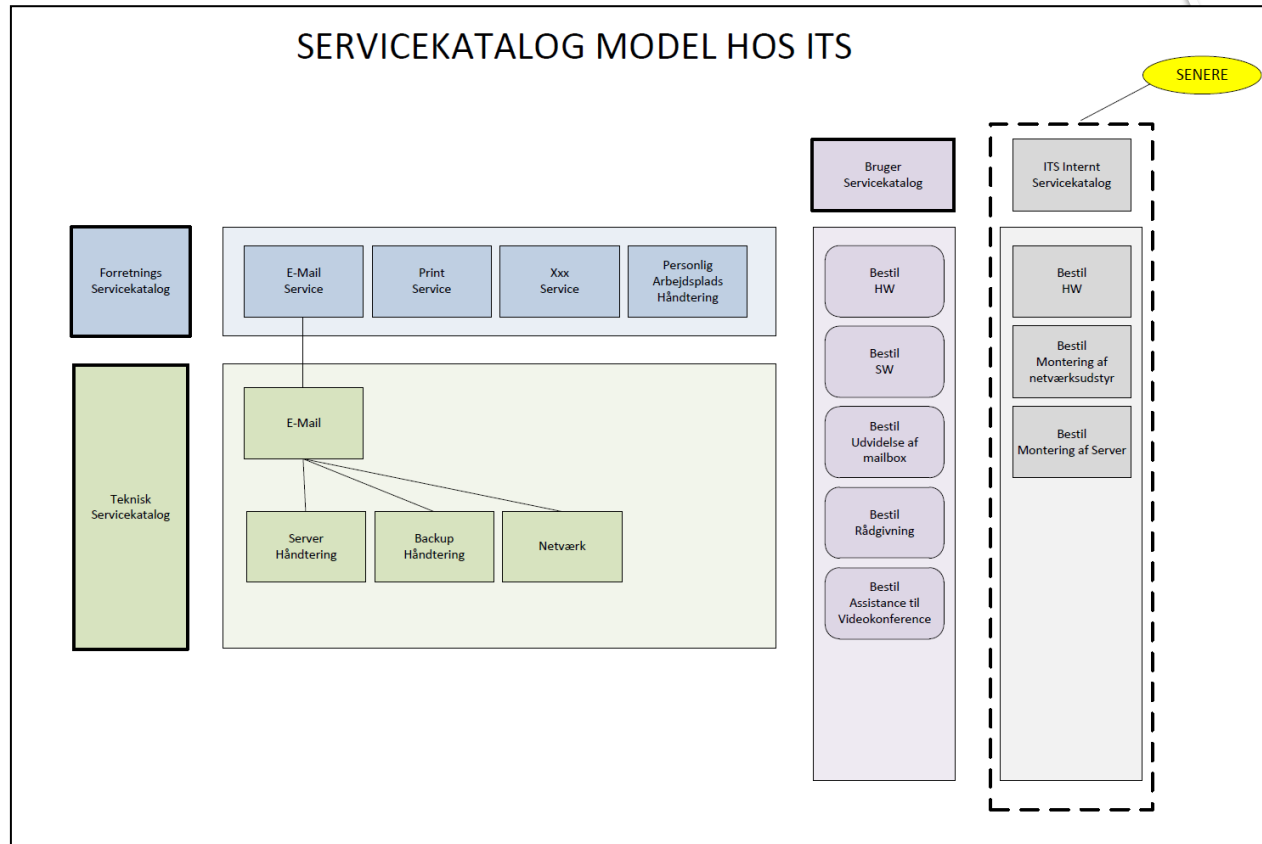 SERVICEKATALOG MODEL HOS ITS
SENERE
Bruger
Servicekatalog
ITS Internt
Servicekatalog
Forretnings
Servicekatalog
E-Mail
Service
Print
Service
Xxx
Service
Personlig
Arbejdsplads
Håndtering
Teknisk
Servicekatalog
E-Mail
Server
Håndtering
Backup
Håndtering
Netværk
Bestil
HW
Bestil
SW
Bestil
Udvidelse af
mailbox
Bestil
Rådgivning
Bestil
Assistance til
Videokonference
Bestil
HW
Bestil
Montering af
netværksudstyr
Bestil
Montering af Server